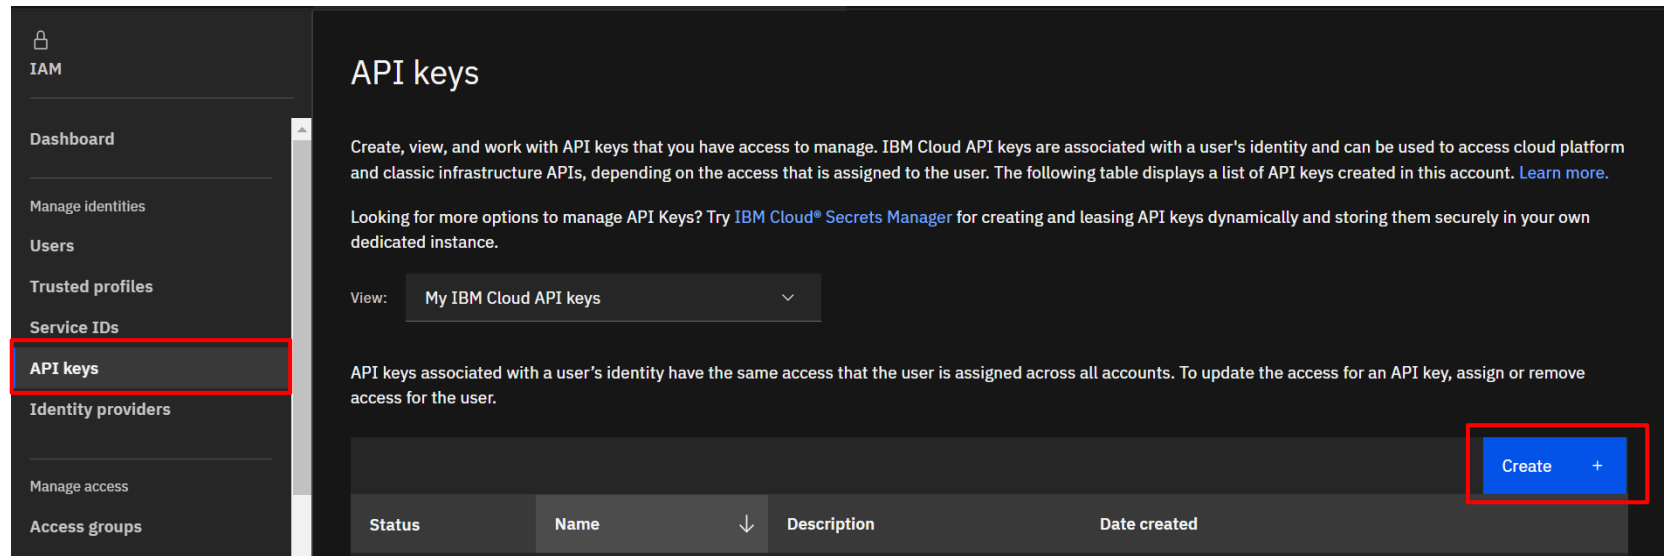 IAM
Dashboard
Manage identities
Users
Trusted profiles
Service IDs
API keys
Identity providers
Manage access
Access groups
API keys
Create, view, and work with API keys that you have access to manage. IBM Cloud API keys are associated with a user's identity and can be used to access cloud platform
and classic infrastructure APIs, depending on the access that is assigned to the user. The following table displays a list of API keys created in this account. Learn more.
Looking for more options to manage API Keys? Try IBM Cloud® Secrets Manager for creating and leasing API keys dynamically and storing them securely in your own
dedicated instance.
View: My IBM Cloud API keys
API keys associated with a user’s identity have the same access that the user is assigned across all accounts. To update the access for an API key, assign or remove
access for the user.
Create +
Status Name Description Date created